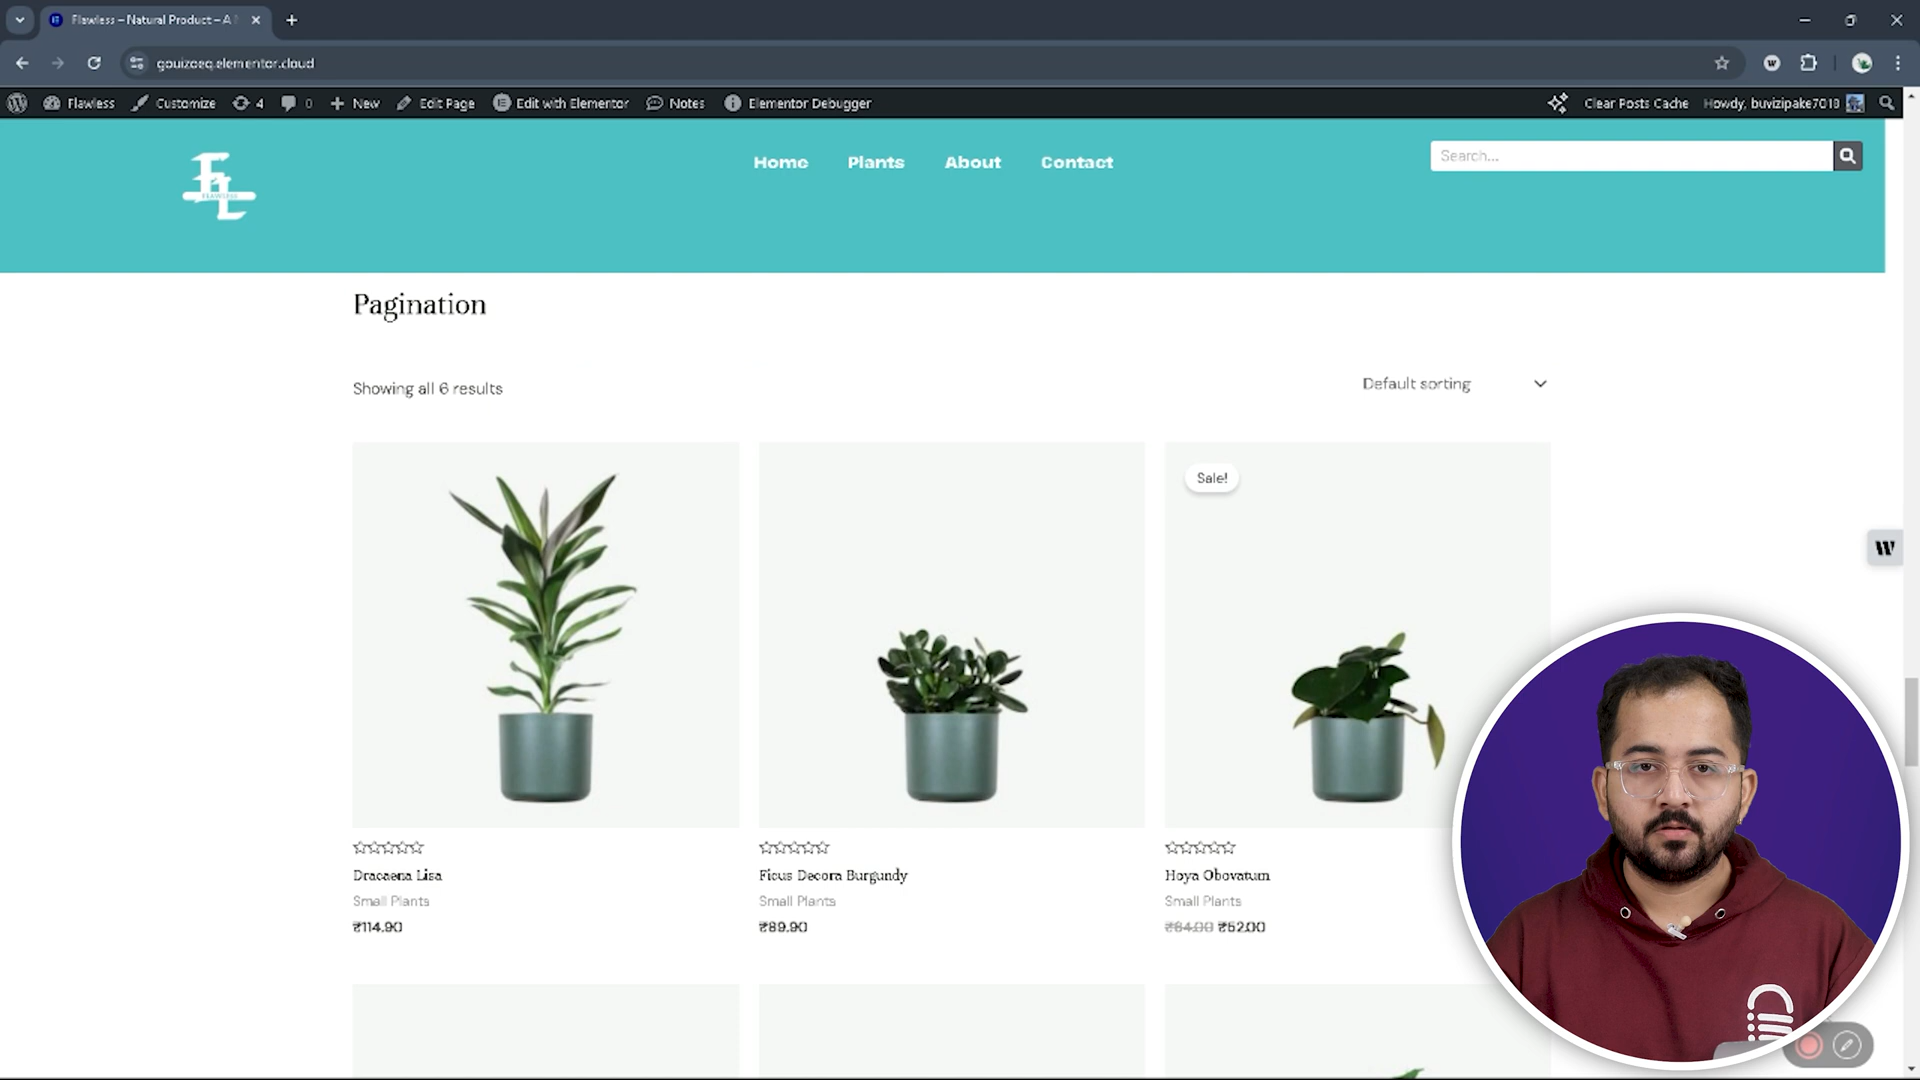 Flawless – Natural Product – A N
gouizoeq.elementor.cloud
Flawless Customize 4 0 New Edit Page Edit with Elementor Notes Elementor Debugger Clear Posts Cache Howdy, buvizipake7018
FLAWLESS
Home Plants About Contact Search...
Pagination
Showing all 6 results Default sorting
Sale!
W
Dracaena Lisa Ficus Decora Burgundy Hoya Obovatum
Small Plants Small Plants Small Plants
₹114.90 ₹89.90 ₹64.00 ₹52.00